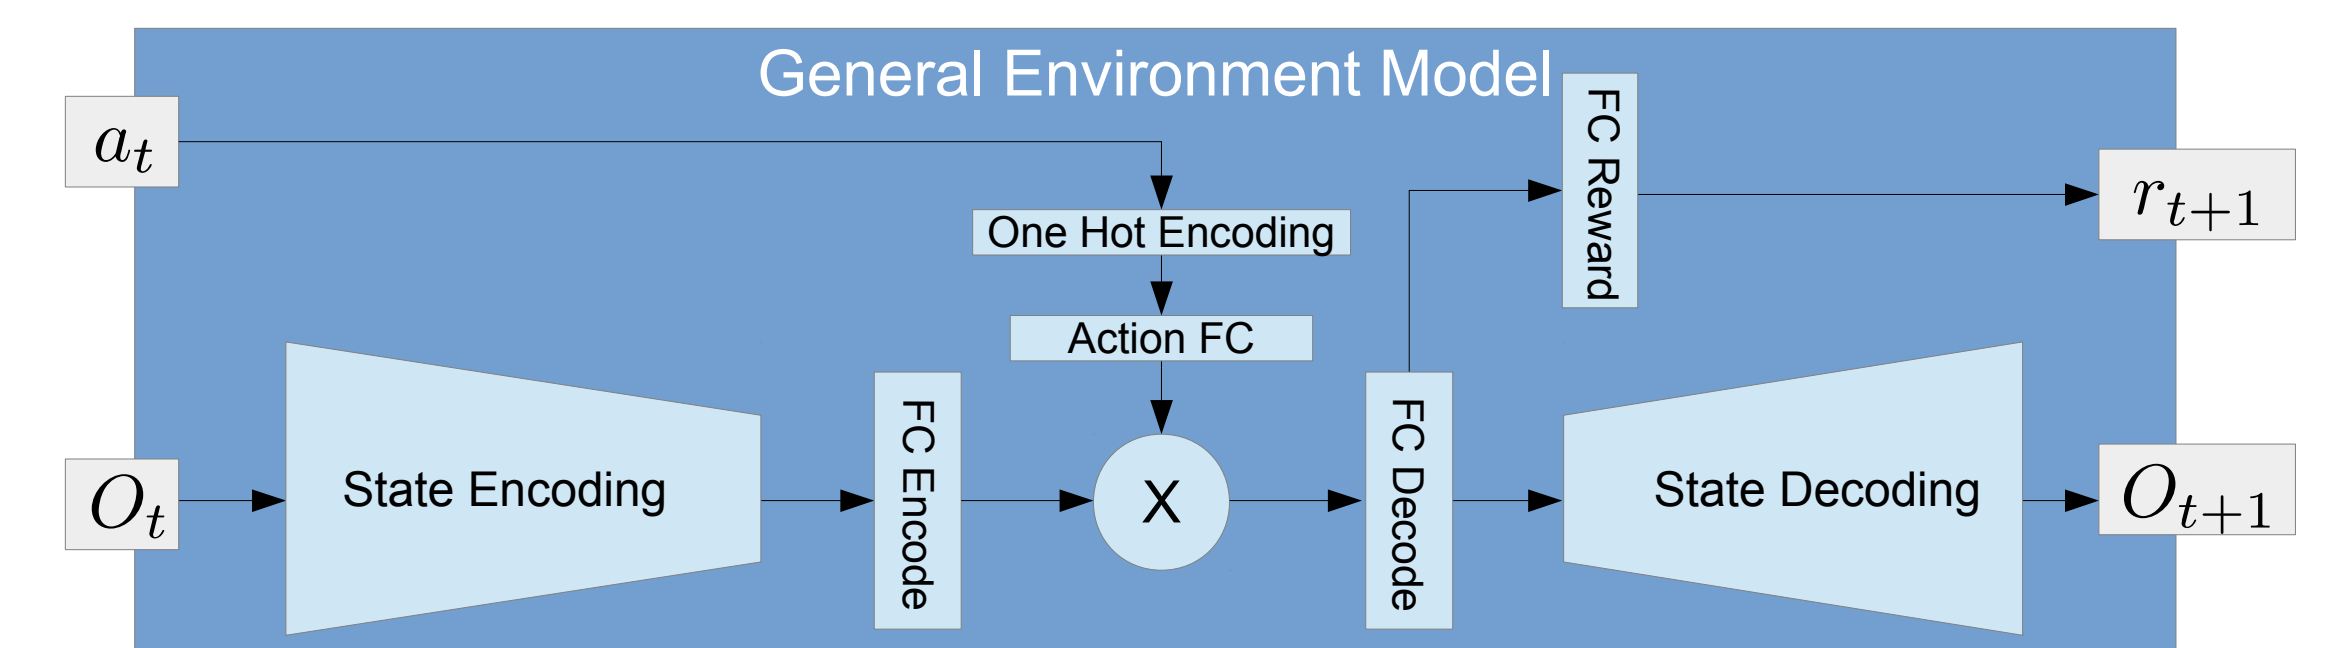 General Environment Model
a_t
One Hot Encoding
Action FC
FC Reward
r_{t+1}
O_t
State Encoding
FC Encode
X
FC Decode
State Decoding
O_{t+1}